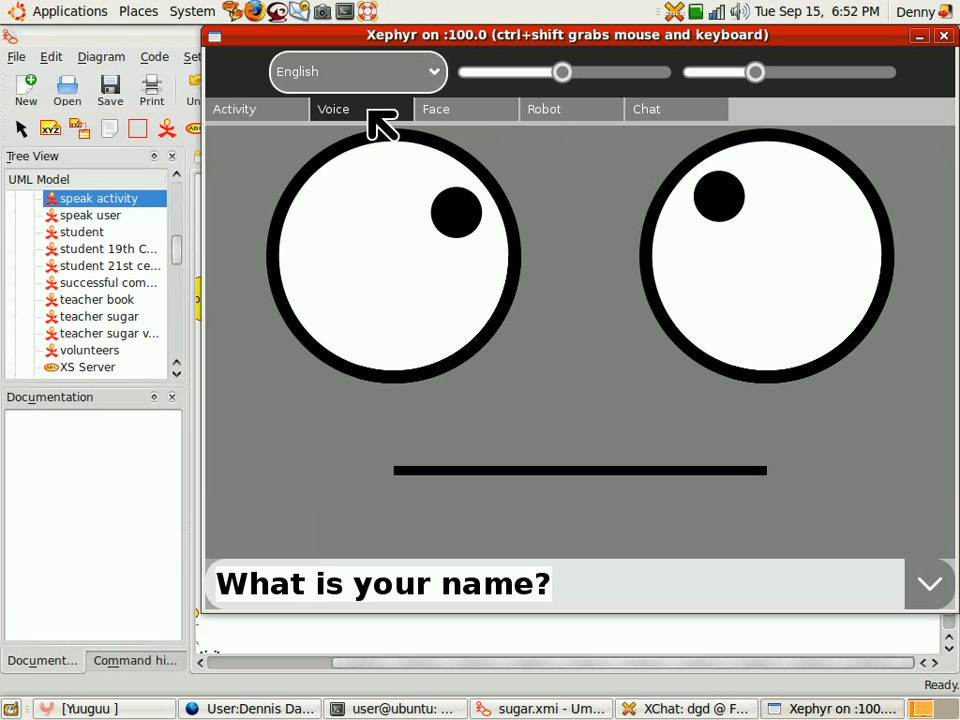 Applications Places System Tue Sep 15, 6:52 PM Denny
Xephyr on :100.0 (ctrl+shift grabs mouse and keyboard)
File Edit Diagram Code
English
New Open Save Print
Activity Voice Face Robot Chat
XYZ
Tree View
UML Model
speak activity
speak user
student
student 19th C...
student 21st ce...
successful com...
teacher book
teacher sugar
teacher sugar v...
volunteers
XS Server
Documentation
What is your name?
Document... Command hi...
Ready.
[Yuuguu ] User:Dennis Da... user@ubuntu: ... sugar.xmi - Um... XChat: dgd @ F... Xephyr on :100....